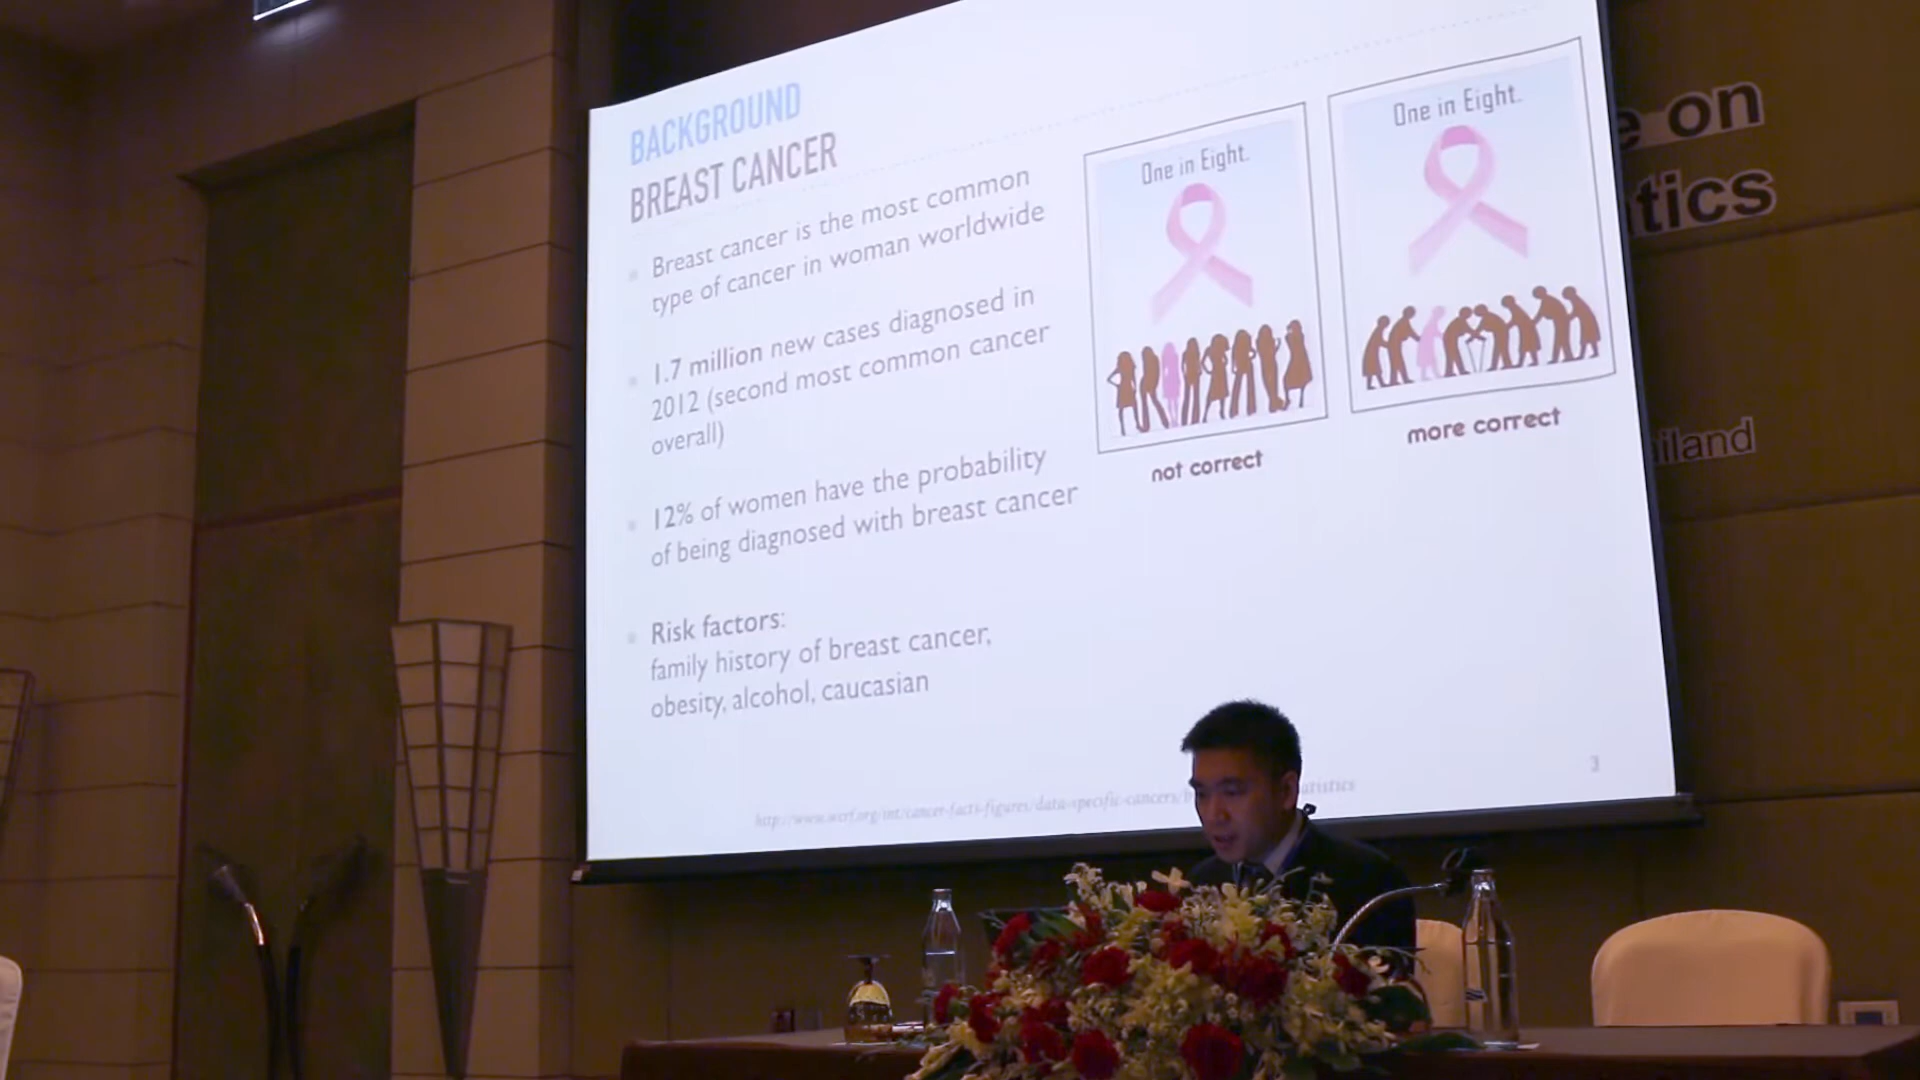 BACKGROUND
BREAST CANCER
Breast cancer is the most common
type of cancer in woman worldwide
1.7 million new cases diagnosed in
2012 (second most common cancer
overall)
12% of women have the probability
of being diagnosed with breast cancer
Risk factors:
family history of breast cancer,
obesity, alcohol, caucasian
One in Eight.
not correct
One in Eight.
more correct
3
on